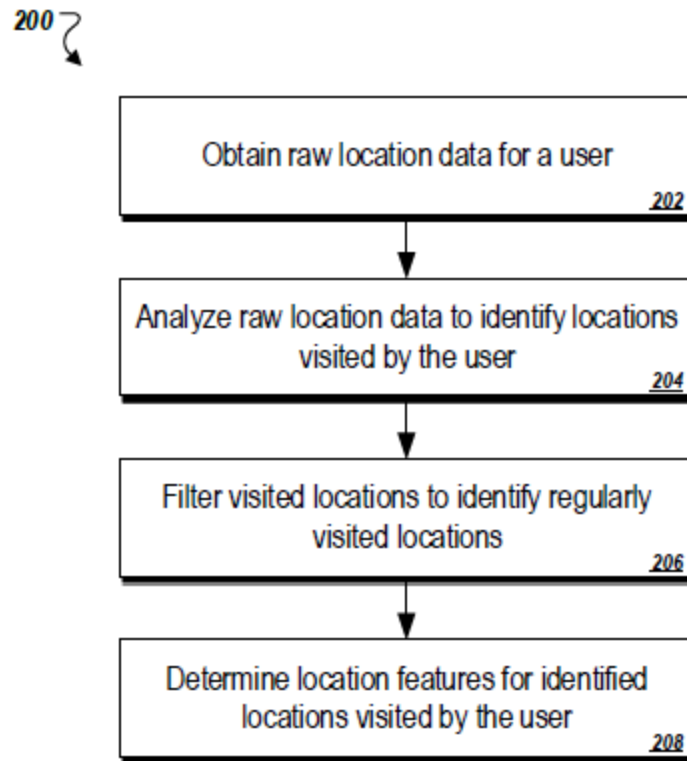 200
Obtain raw location data for a user
202
Analyze raw location data to identify locations
visited by the user
204
Filter visited locations to identify regularly
visited locations
206
Determine location features for identified
locations visited by the user
208